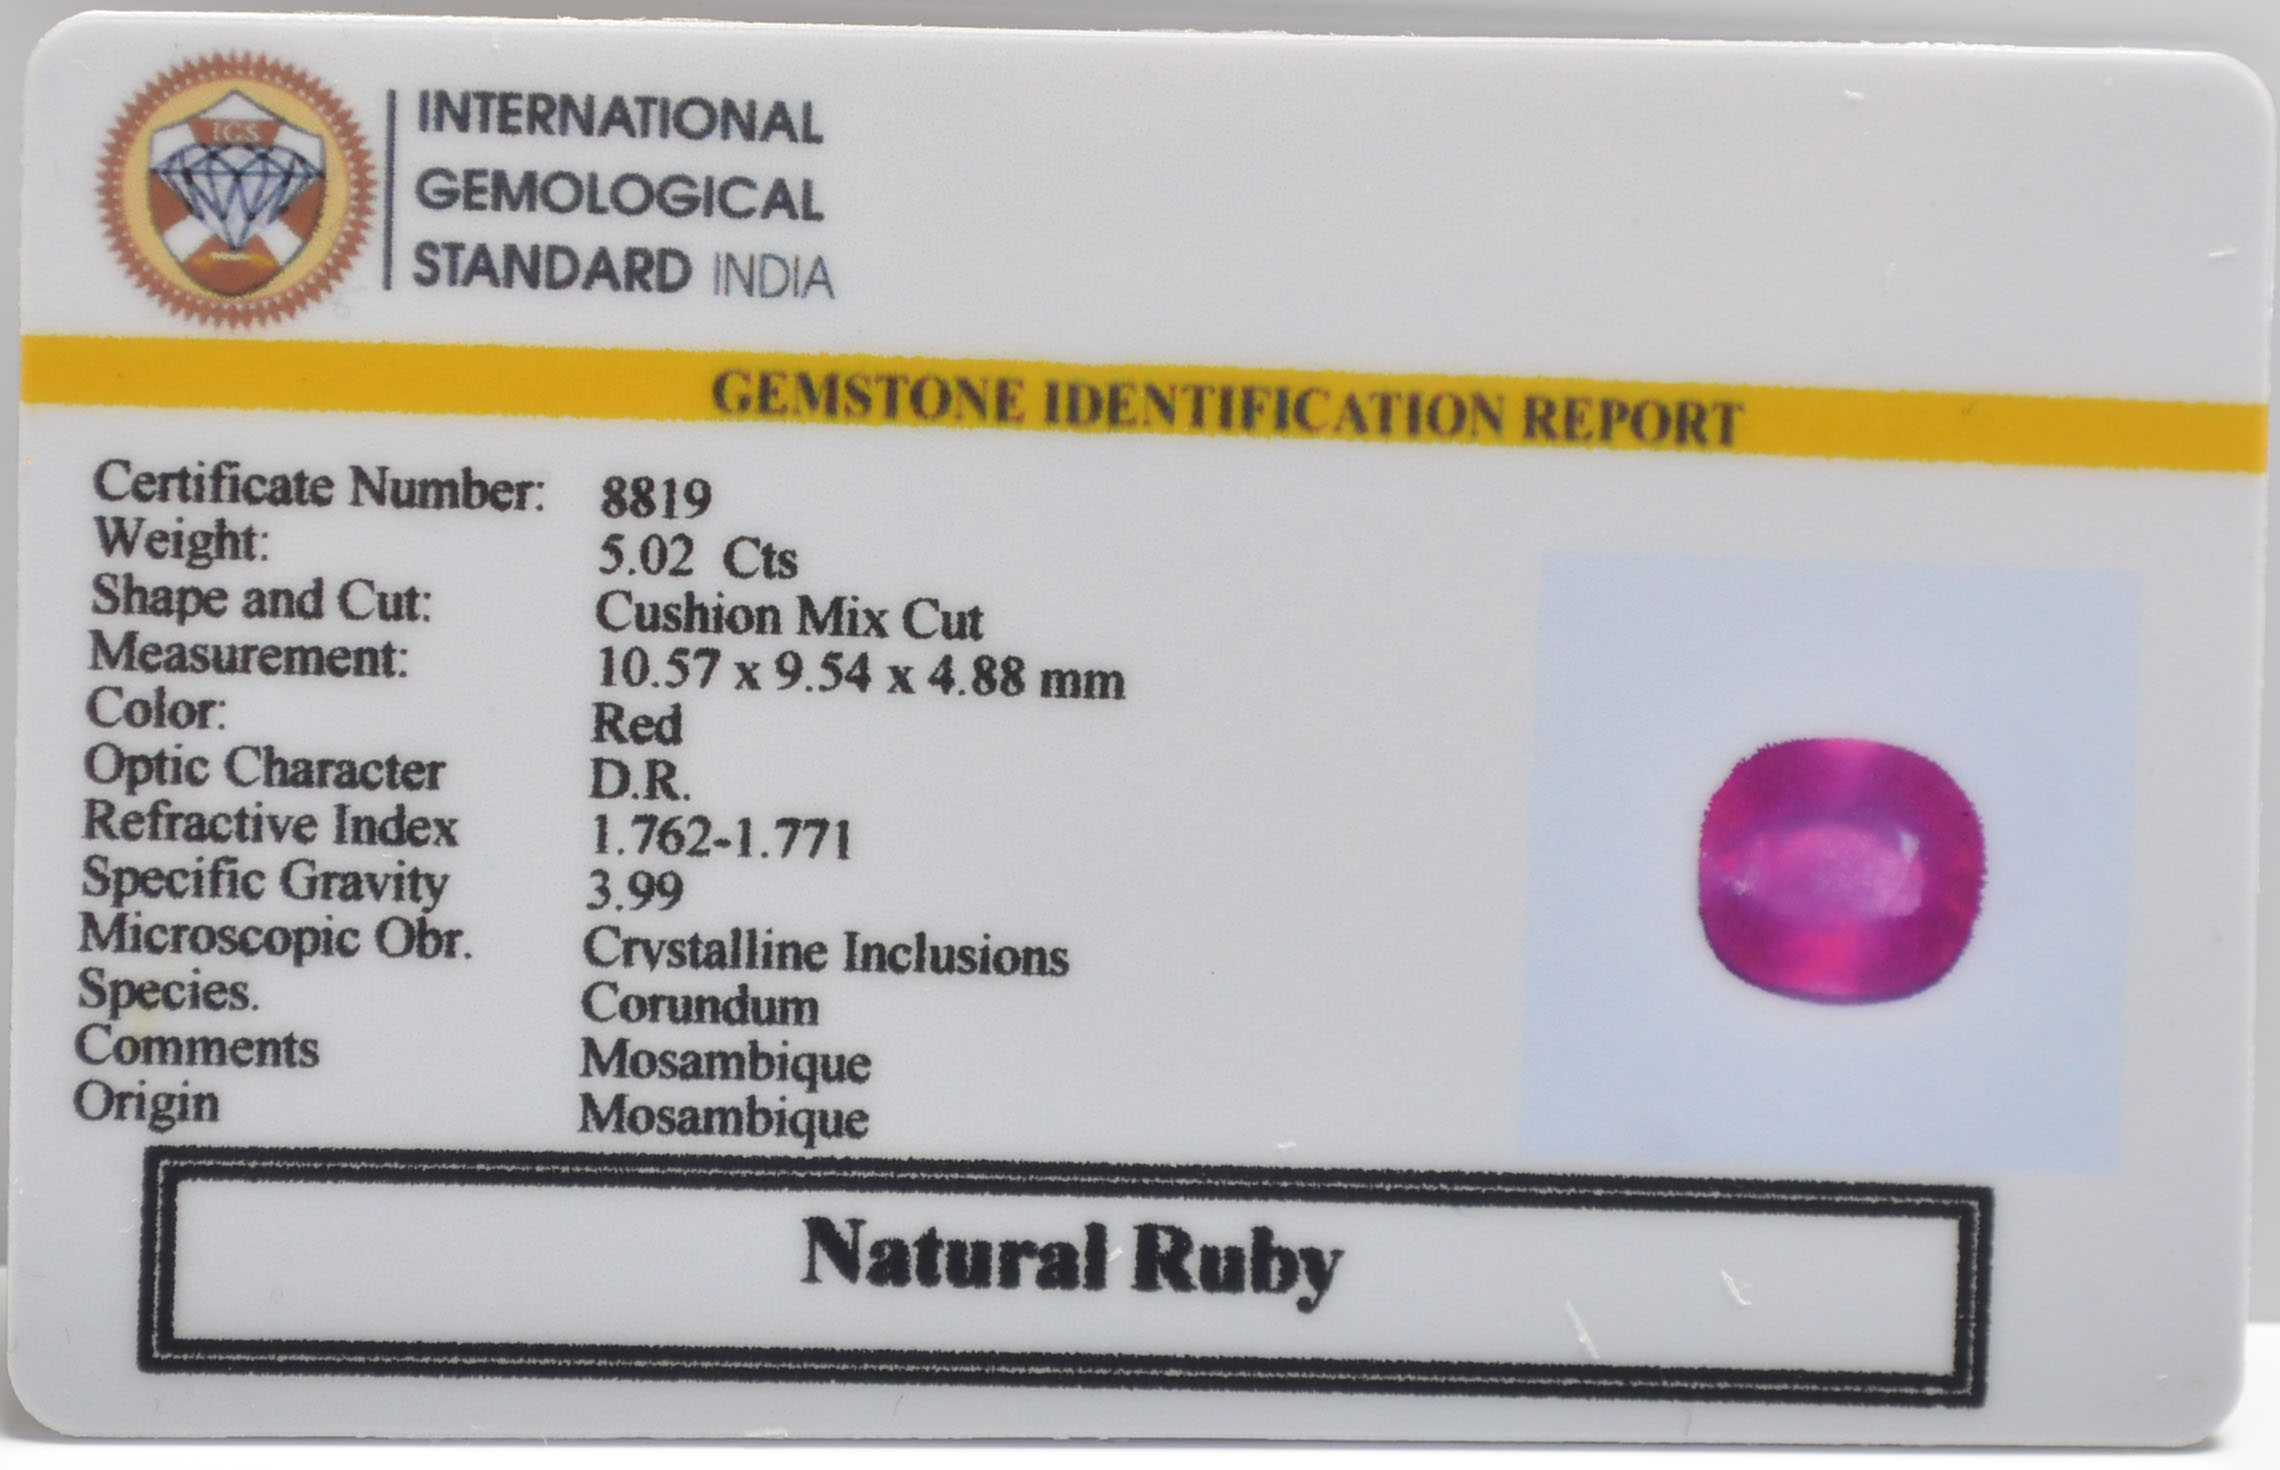 IGS
INTERNATIONAL
GEMOLOGICAL
STANDARD INDIA
GEMSTONE IDENTIFICATION REPORT
Certificate Number: 8819
Weight: 5.02 Cts
Shape and Cut: Cushion Mix Cut
Measurement: 10.57 x 9.54 x 4.88 mm
Color: Red
Optic Character D.R.
Refractive Index 1.762-1.771
Specific Gravity 3.99
Microscopic Obr. Crystalline Inclusions
Species. Corundum
Comments Mosambique
Origin Mosambique
Natural Ruby